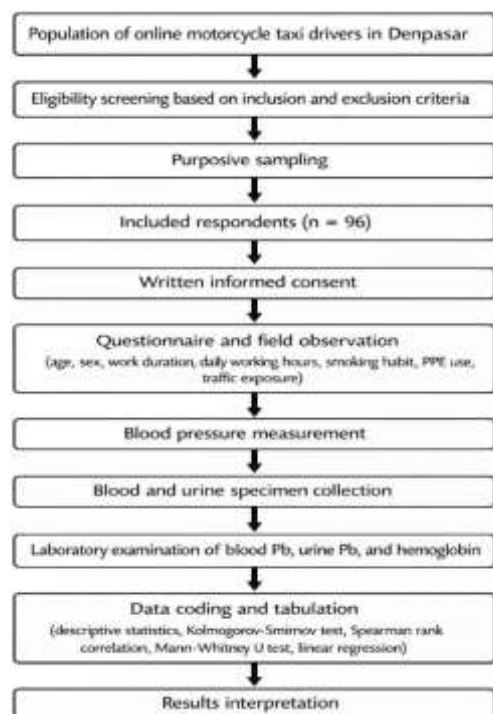 Population of online motorcycle taxi drivers in Denpasar
Eligibility screening based on inclusion and exclusion criteria
Purposive sampling
Included respondents (n = 96)
Written informed consent
Questionnaire and field observation
(age, sex, work duration, daily working hours, smoking habit, PPE use,
traffic exposure)
Blood pressure measurement
Blood and urine specimen collection
Laboratory examination of blood Pb, urine Pb, and hemoglobin
Data coding and tabulation
(descriptive statistics, Kolmogorov-Smirnov test, Spearman rank
correlation, Mann-Whitney U test, linear regression)
Results interpretation